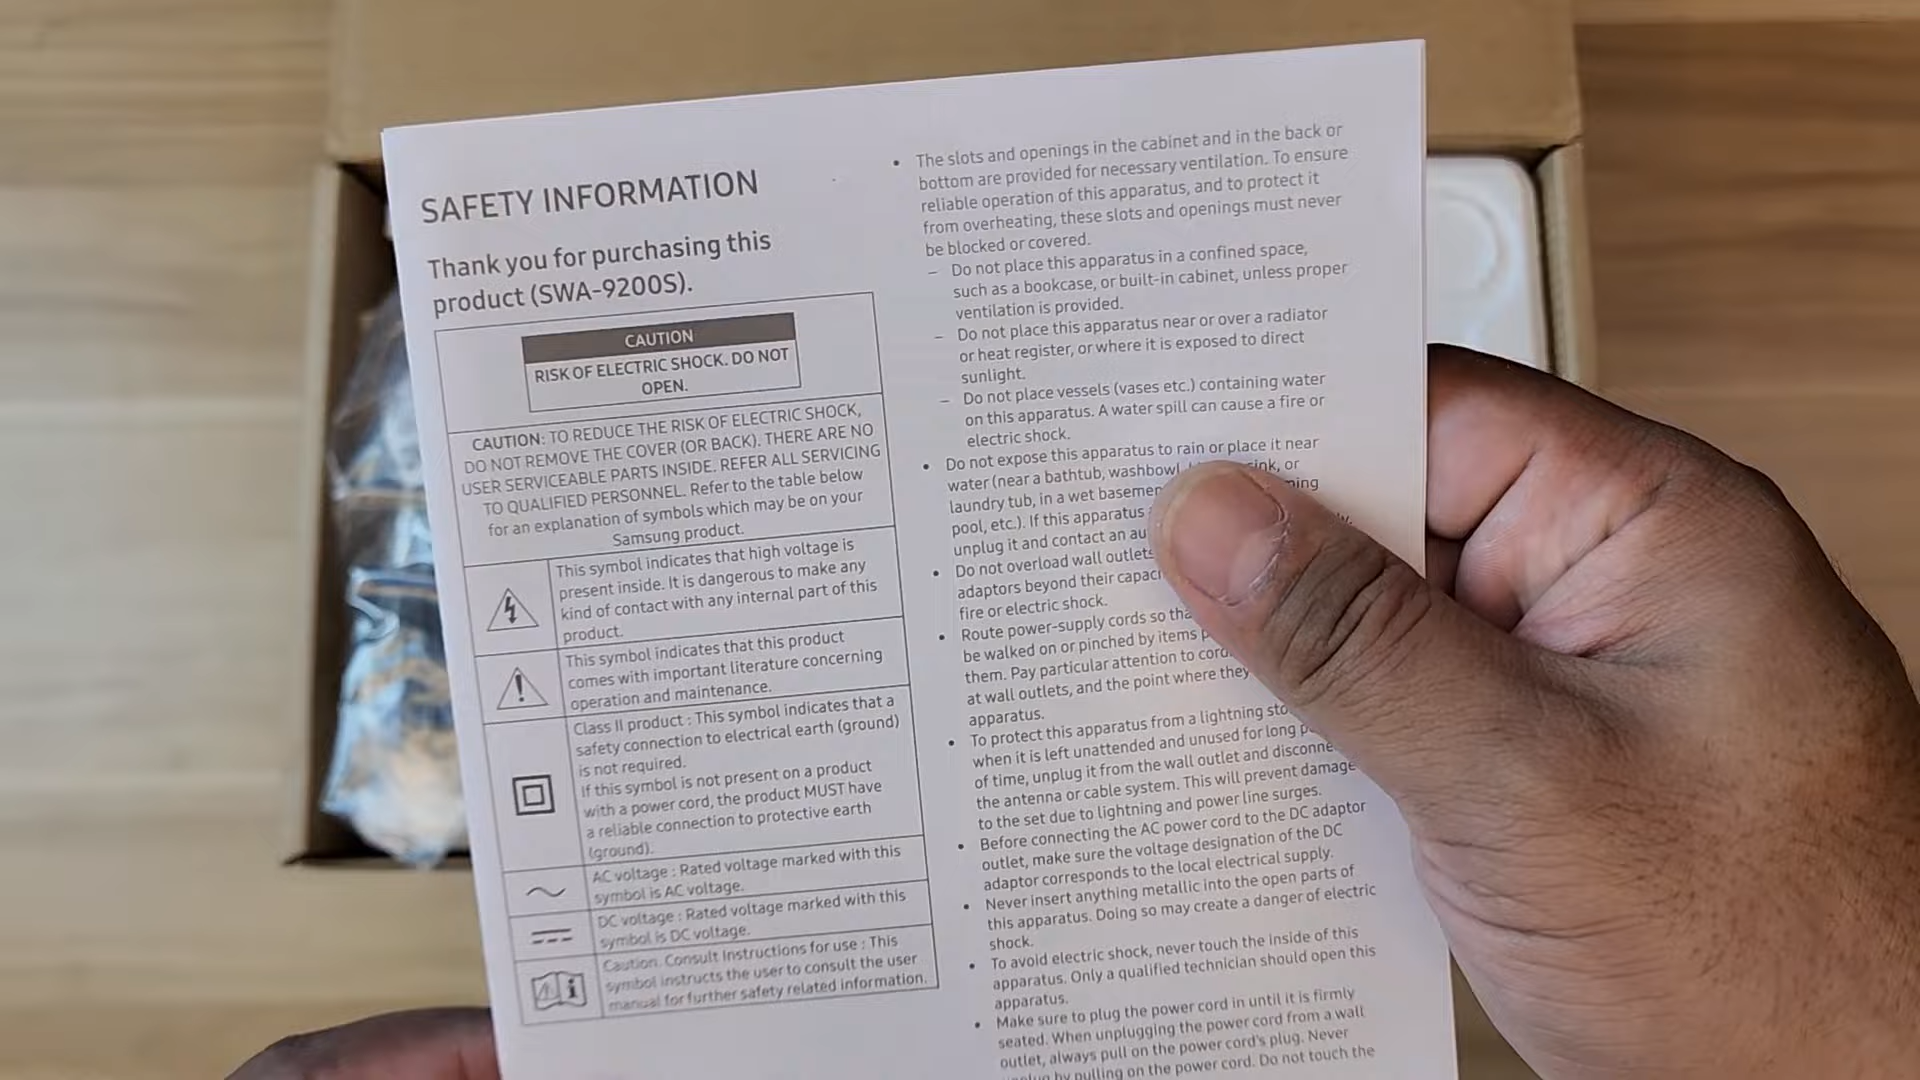 SAFETY INFORMATION
Thank you for purchasing this
product (SWA-9200S).
CAUTION
RISK OF ELECTRIC SHOCK. DO NOT
OPEN.
CAUTION: TO REDUCE THE RISK OF ELECTRIC SHOCK,
DO NOT REMOVE THE COVER (OR BACK). THERE ARE NO
USER SERVICEABLE PARTS INSIDE. REFER ALL SERVICING
TO QUALIFIED PERSONNEL. Refer to the table below
for an explanation of symbols which may be on your
Samsung product.
This symbol indicates that high voltage is
present inside. It is dangerous to make any
kind of contact with any internal part of this
product.
This symbol indicates that this product
comes with important literature concerning
operation and maintenance.
Class II product : This symbol indicates that a
safety connection to electrical earth (ground)
is not required.
If this symbol is not present on a product
with a power cord, the product MUST have
a reliable connection to protective earth
(ground).
AC voltage : Rated voltage marked with this
symbol is AC voltage.
DC voltage : Rated voltage marked with this
symbol is DC voltage.
Caution. Consult Instructions for use : This
symbol instructs the user to consult the user
manual for further safety related information.
• The slots and openings in the cabinet and in the back or
bottom are provided for necessary ventilation. To ensure
reliable operation of this apparatus, and to protect it
from overheating, these slots and openings must never
be blocked or covered.
– Do not place this apparatus in a confined space,
such as a bookcase, or built-in cabinet, unless proper
ventilation is provided.
– Do not place this apparatus near or over a radiator
or heat register, or where it is exposed to direct
sunlight.
– Do not place vessels (vases etc.) containing water
on this apparatus. A water spill can cause a fire or
electric shock.
• Do not expose this apparatus to rain or place it near
water (near a bathtub, washbowl, sink, or
laundry tub, in a wet
pool, etc.). If this apparatus
unplug it and contact an
• Do not overload wall outlets
adaptors beyond their
fire or electric shock.
• Route power-supply cords so
be walked on or pinched by items
them. Pay particular attention to
at wall outlets, and the point where they
apparatus.
• To protect this apparatus from a lightning
when it is left unattended and unused for long
of time, unplug it from the wall outlet and
the antenna or cable system. This will prevent damage
to the set due to lightning and power line surges.
• Before connecting the AC power cord to the DC adaptor
outlet, make sure the voltage designation of the DC
adaptor corresponds to the local electrical supply.
• Never insert anything metallic into the open parts of
this apparatus. Doing so may create a danger of electric
shock.
• To avoid electric shock, never touch the inside of this
apparatus. Only a qualified technician should open this
apparatus.
• Make sure to plug the power cord in until it is firmly
seated. When unplugging the power cord from a wall
outlet, always pull on the power cord's plug. Never
by pulling on the power cord. Do not touch the